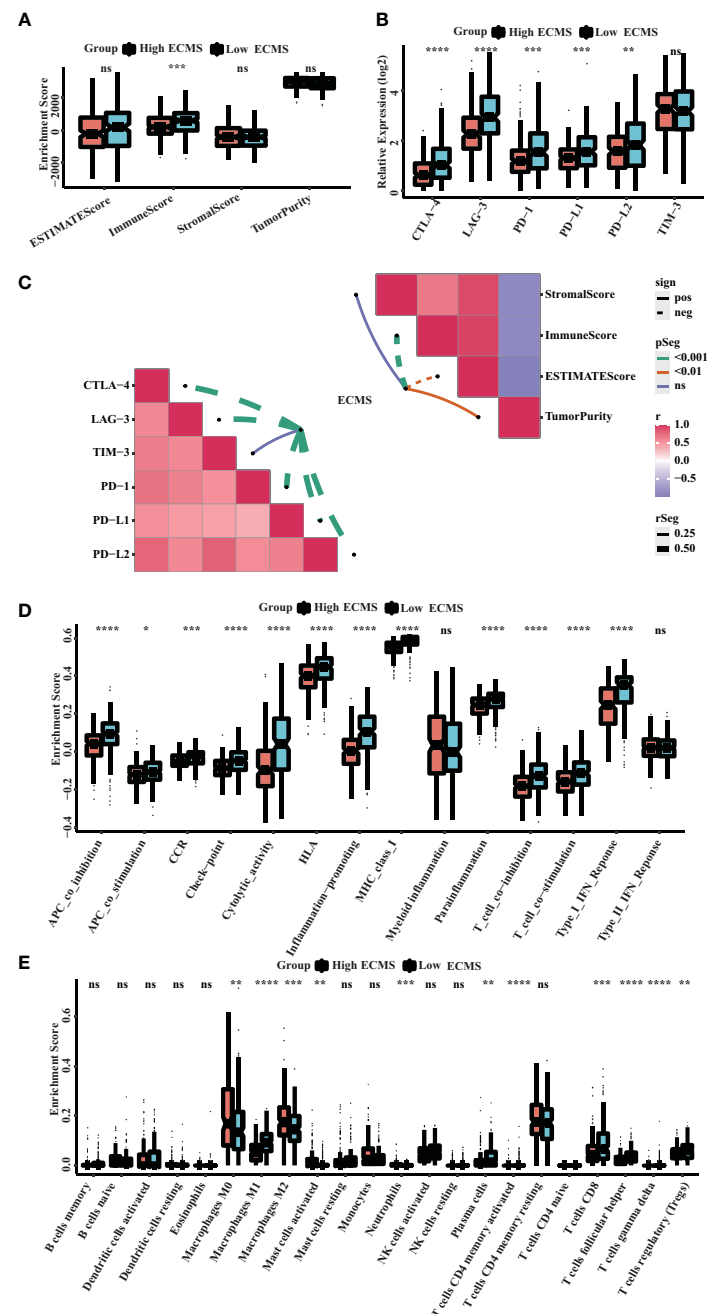 A
Group High ECMS Low ECMS
ns *** ns ns
Enrichment Score
2000
0
−2000
ESTIMATEScore
ImmuneScore
StromalScore
TumorPurity
B
Group High ECMS Low ECMS
**** **** *** *** ** ns
Relative Expression (log2)
4
2
0
CTLA-4
LAG-3
PD-1
PD-L1
PD-L2
TIM-3
C
StromalScore
ImmuneScore
ESTIMATEScore
TumorPurity
ECMS
CTLA−4
LAG−3
TIM−3
PD−1
PD−L1
PD−L2
sign
pos
neg
pSeg
<0.001
<0.01
ns
r
1.0
0.5
0.0
−0.5
rSeg
0.25
0.50
D
Group High ECMS Low ECMS
**** * *** **** **** **** **** **** ns **** **** **** **** ns
Enrichment Score
0.6
0.4
0.2
0.0
−0.2
−0.4
APC_co_inhibition
APC_co_stimulation
CCR
Check-point
Cytolytic_activity
HLA
Inflammation-promoting
MHC_class_I
Myeloid inflammation
Parainflammation
T_cell_co-inhibition
T_cell_co-stimulation
Type_I_IFN_Reponse
Type_II_IFN_Reponse
E
Group High ECMS Low ECMS
ns ns ns ns ns ** **** *** ** ns ns *** ns ns ** **** ns *** **** **** **
Enrichment Score
0.6
0.4
0.2
0.0
B cells memory
B cells naive
Dendritic cells activated
Dendritic cells resting
Eosinophils
Macrophages M0
Macrophages M1
Macrophages M2
Mast cells activated
Mast cells resting
Monocytes
Neutrophils
NK cells activated
NK cells resting
Plasma cells
T cells CD4 memory activated
T cells CD4 memory resting
T cells CD4 naive
T cells CD8
T cells follicular helper
T cells gamma delta
T cells regulatory (Tregs)